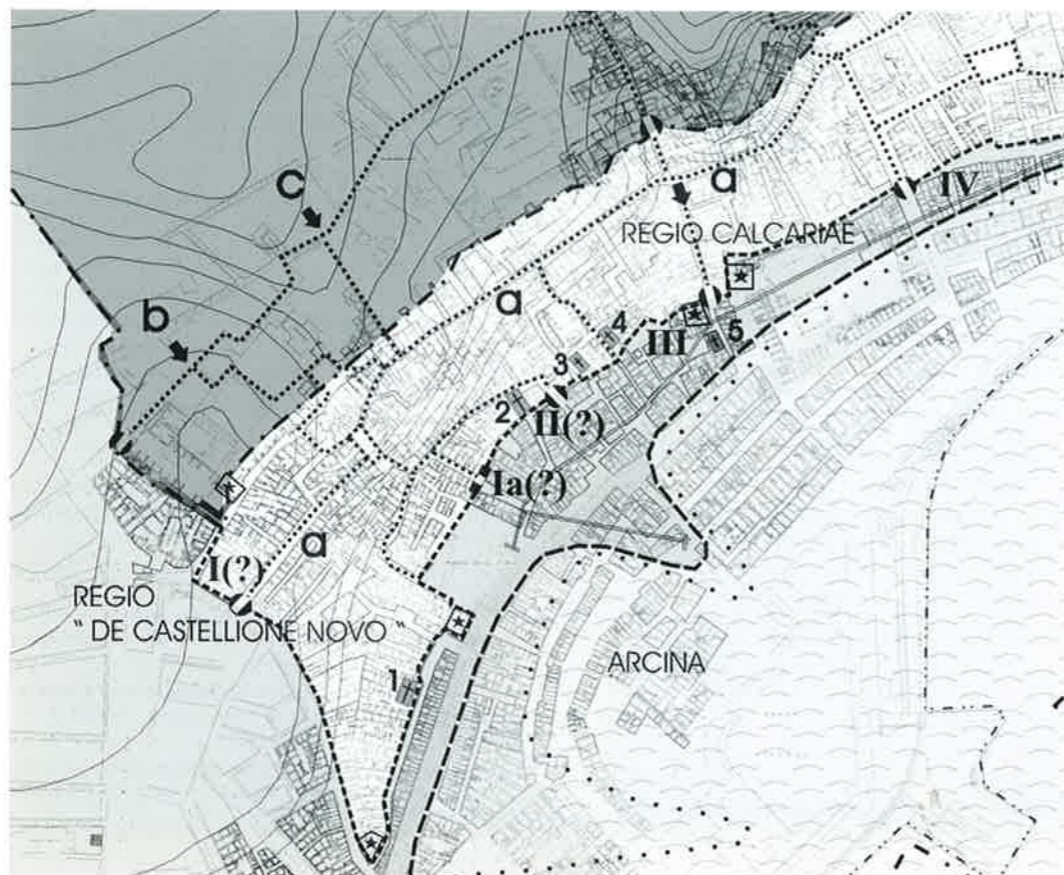 c
a
IV
REGIO CALCARIAE
b
a
4
III
5
3
2
II(?)
Ia(?)
I(?)
a
REGIO
" DE CASTELLIONE NOVO "
ARCINA
1